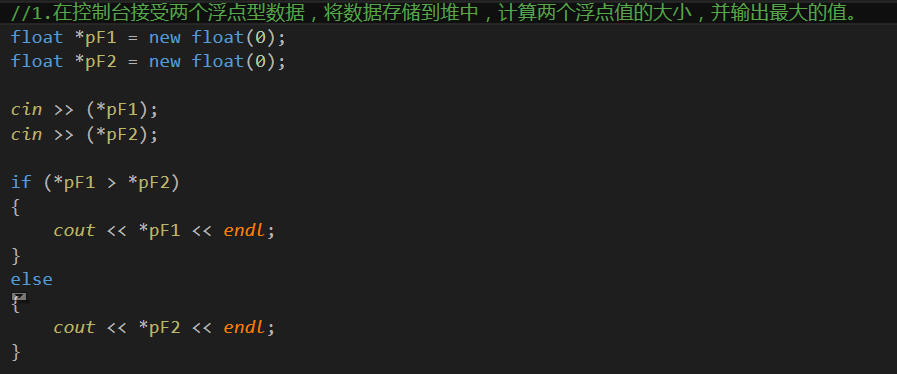 //1.在控制台接受两个浮点型数据，将数据存储到堆中，计算两个浮点值的大小，并输出最大的值。
float *pF1 = new float(0);
float *pF2 = new float(0);
cin >> (*pF1);
cin >> (*pF2);
if (*pF1 > *pF2)
{
    cout << *pF1 << endl;
}
else
{
    cout << *pF2 << endl;
}